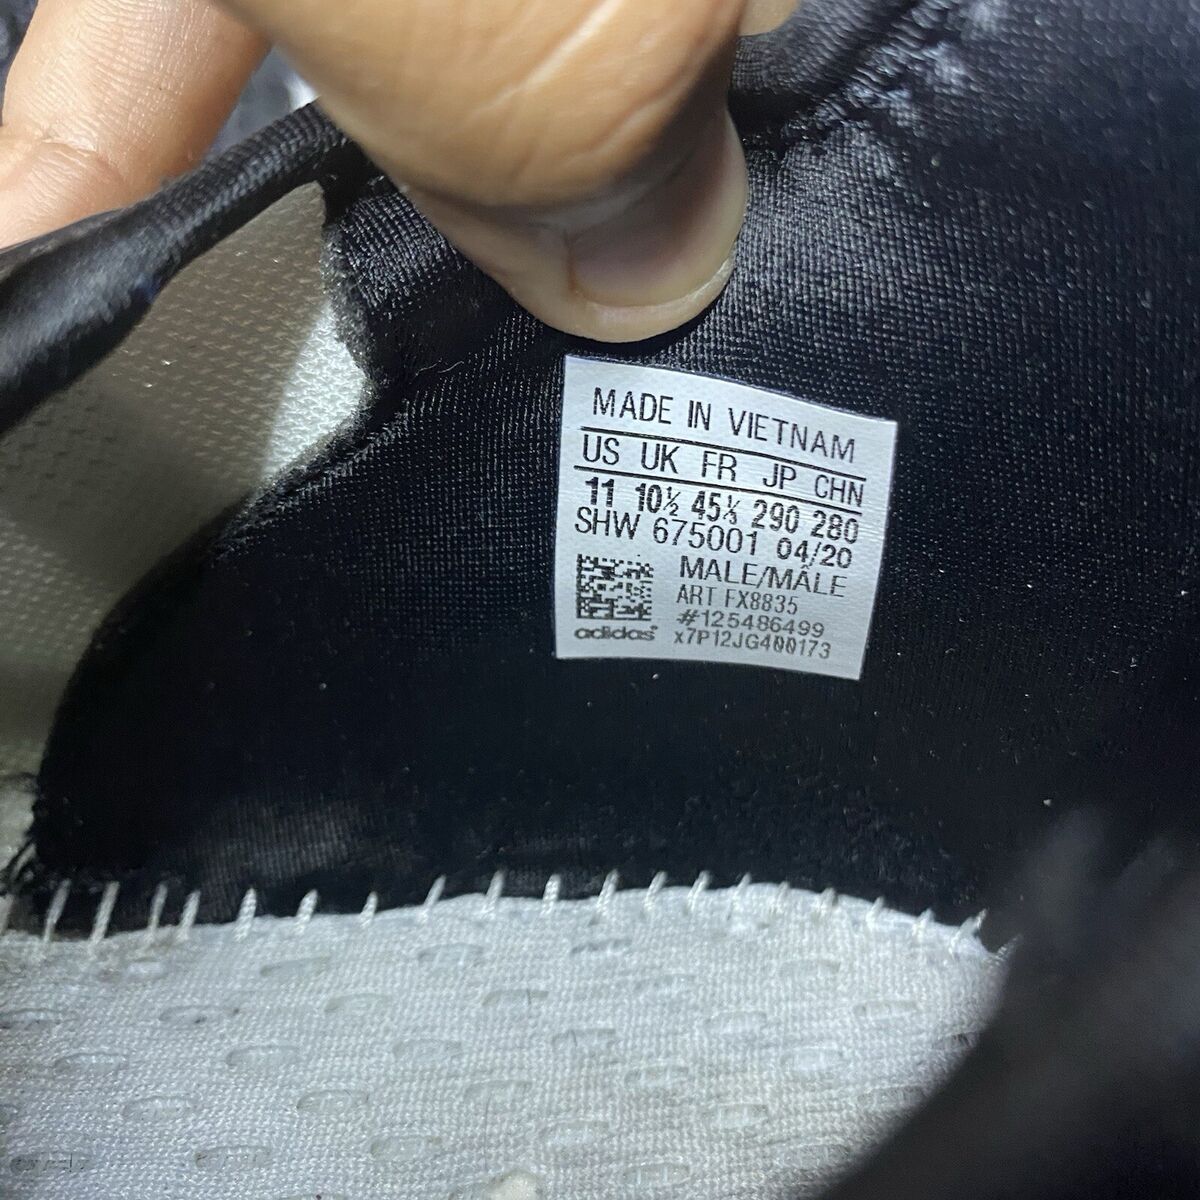 MADE IN VIETNAM
US UK FR JP CHN
11 10½ 45⅓ 290 280
SHW 675001 04/20
MALE/MÂLE
ART FX8835
#125486499
adidas x7P12JG400173